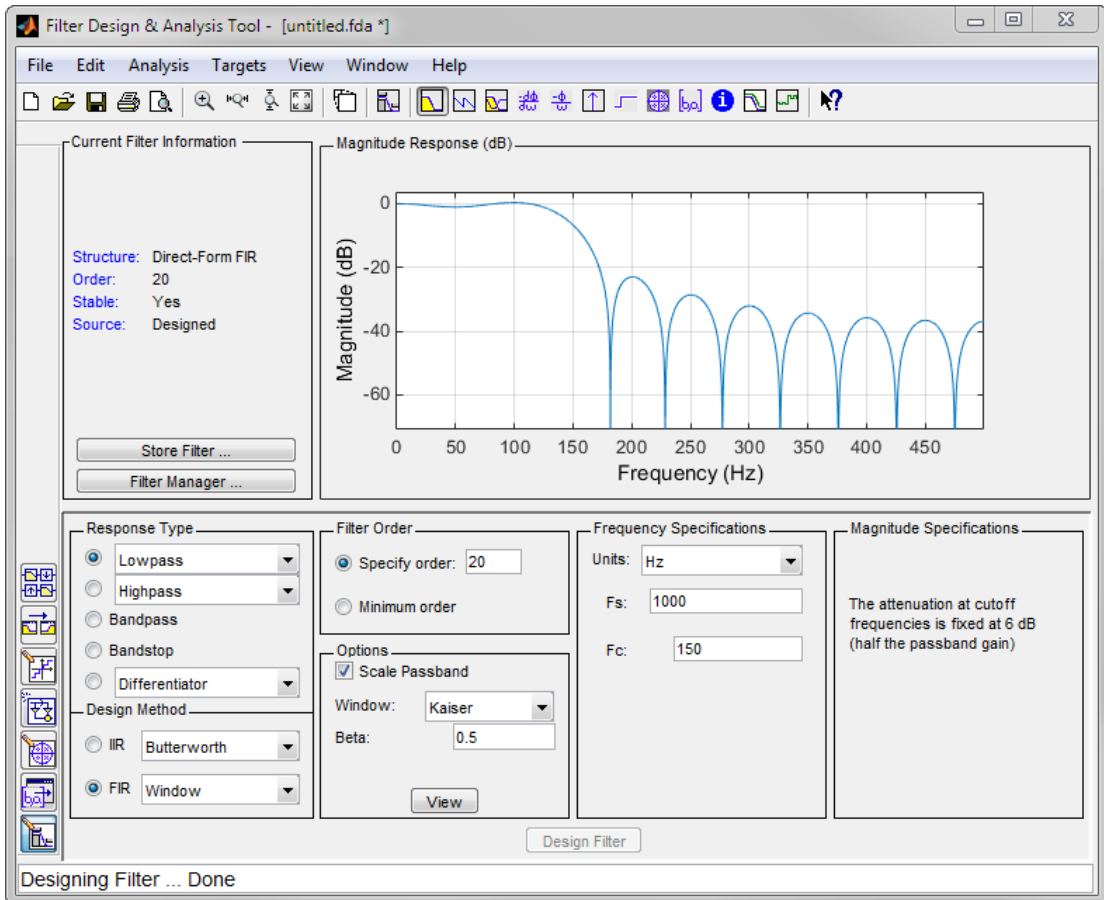 Filter Design & Analysis Tool - [untitled.fda *]
File Edit Analysis Targets View Window Help
Current Filter Information
Structure: Direct-Form FIR
Order: 20
Stable: Yes
Source: Designed
Store Filter ...
Filter Manager ...
Magnitude Response (dB)
Magnitude (dB)
0
-20
-40
-60
0 50 100 150 200 250 300 350 400 450
Frequency (Hz)
Response Type
Lowpass
Highpass
Bandpass
Bandstop
Differentiator
Design Method
IIR Butterworth
FIR Window
Filter Order
Specify order: 20
Minimum order
Options
Scale Passband
Window: Kaiser
Beta: 0.5
View
Frequency Specifications
Units: Hz
Fs: 1000
Fc: 150
Magnitude Specifications
The attenuation at cutoff
frequencies is fixed at 6 dB
(half the passband gain)
Design Filter
Designing Filter ... Done